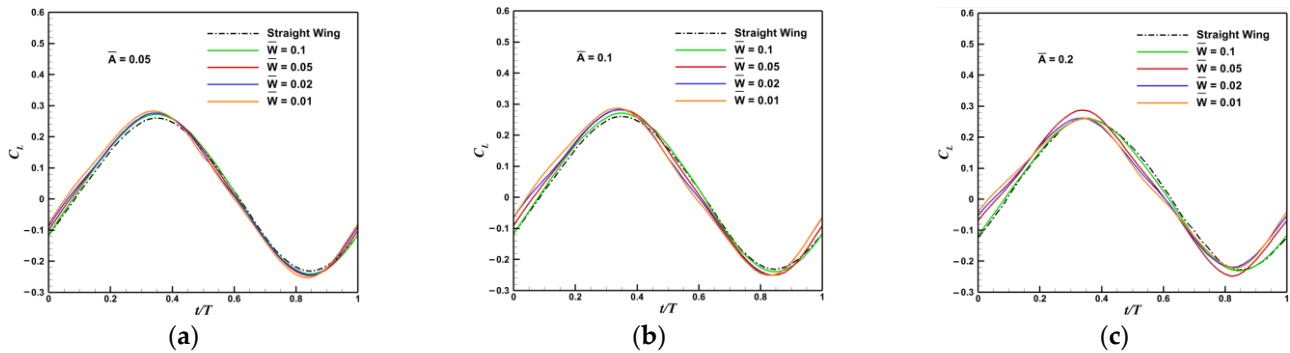 0.6
0.5
0.4
0.3
0.2
0.1
0
−0.1
−0.2
−0.3
C_L
0 0.2 0.4 0.6 0.8 1
t/T
A̅ = 0.05
Straight Wing
W̅ = 0.1
W̅ = 0.05
W̅ = 0.02
W̅ = 0.01
(a)
0.6
0.5
0.4
0.3
0.2
0.1
0
−0.1
−0.2
−0.3
C_L
0 0.2 0.4 0.6 0.8 1
t/T
A̅ = 0.1
Straight Wing
W̅ = 0.1
W̅ = 0.05
W̅ = 0.02
W̅ = 0.01
(b)
0.6
0.5
0.4
0.3
0.2
0.1
0
−0.1
−0.2
−0.3
C_L
0 0.2 0.4 0.6 0.8 1
t/T
A̅ = 0.2
Straight Wing
W̅ = 0.1
W̅ = 0.05
W̅ = 0.02
W̅ = 0.01
(c)